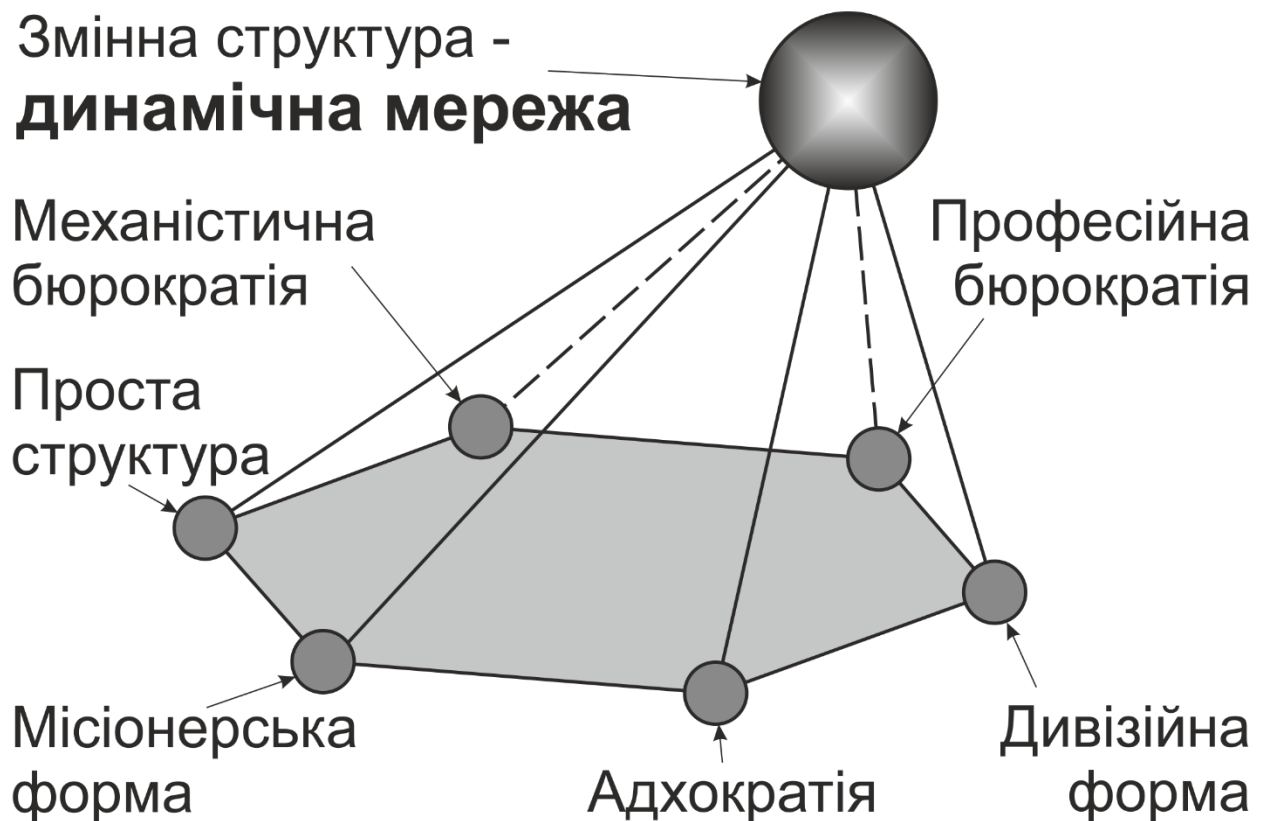 Змінна структура -
динамічна мережа
Механістична
бюрократія
Професійна
бюрократія
Проста
структура
Місіонерська
форма
Адхократія
Дивізійна
форма